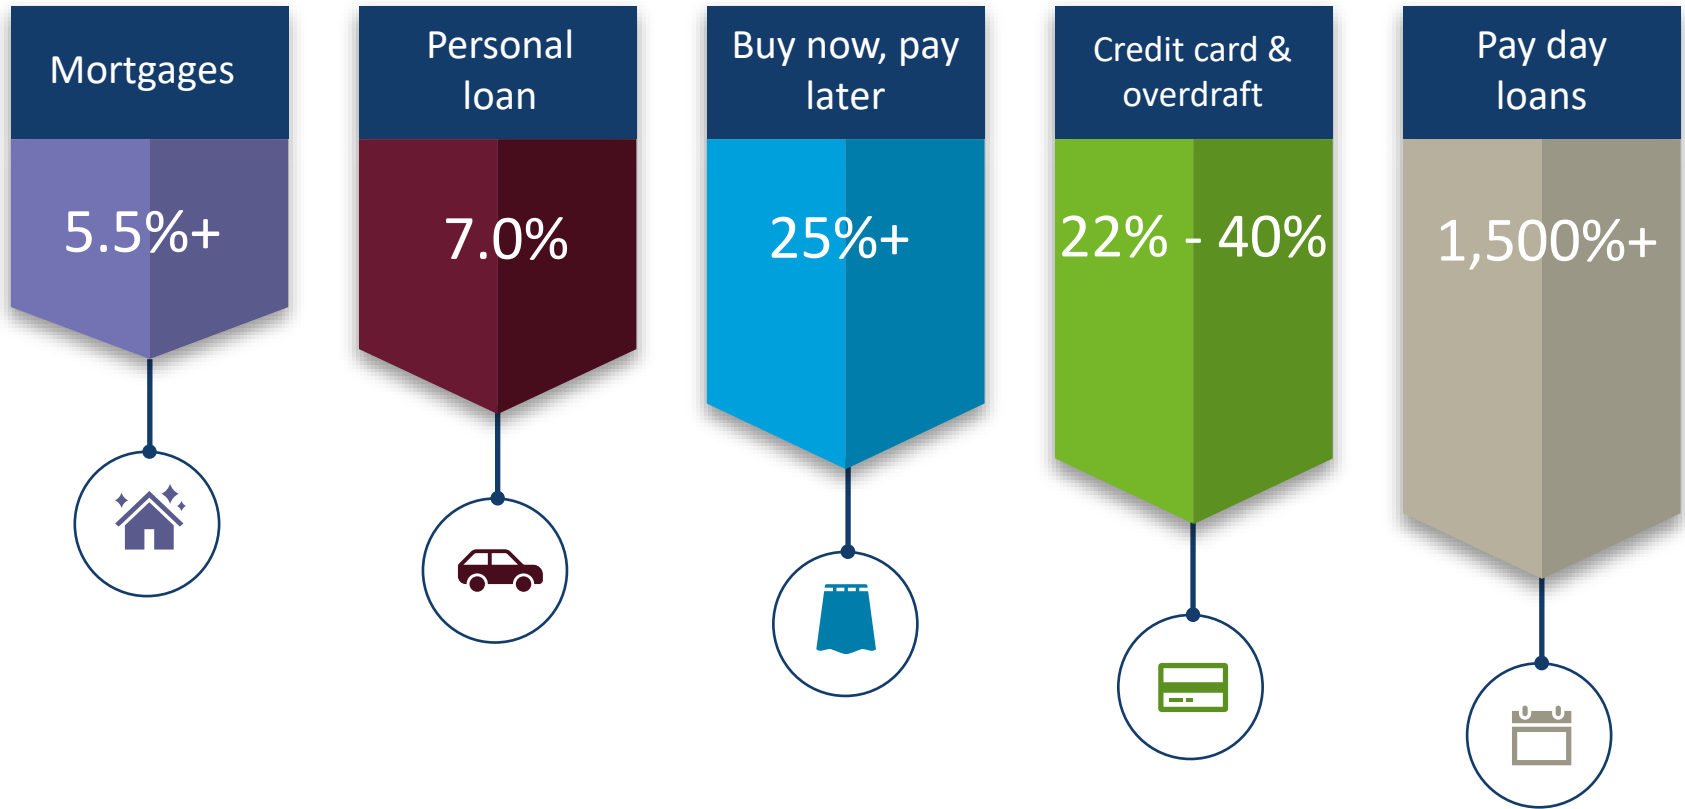 Mortgages
5.5%+
Personal
loan
7.0%
Buy now, pay
later
25%+
Credit card &
overdraft
22% - 40%
Pay day
loans
1,500%+